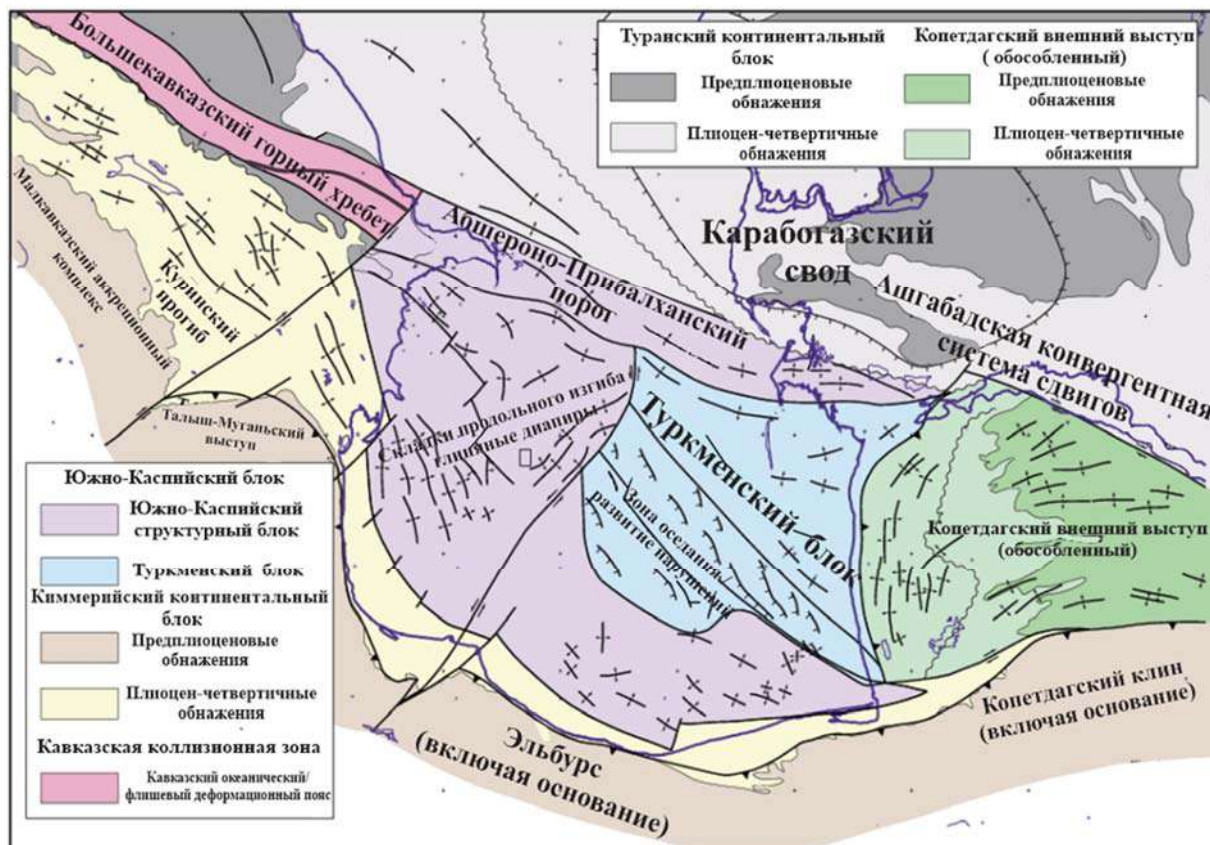 Большекавказский горный хребет
Туранский континентальный
блок
Предплиоценовые
обнажения
Плиоцен-четвертичные
обнажения
Копетдагский внешний выступ
( обособленный)
Предплиоценовые
обнажения
Плиоцен-четвертичные
обнажения
Малкавказский аккреционный
комплекс
Куринский
прогиб
Абшероно-Прибалханский
порог
Карабогазский
свод
Ашгабадская конвергентная
система сдвигов
Талыш-Муганьский
выступ
Складки продольного изгиба
глиняные диапиры
Туркменский блок
Зона оседания
развитие нарушений
Копетдагский внешний выступ
(обособленный)
Южно-Каспийский блок
Южно-Каспийский
структурный блок
Туркменский блок
Киммерийский континентальный
блок
Предплиоценовые
обнажения
Плиоцен-четвертичные
обнажения
Кавказская коллизионная зона
Кавказский океанический/
флишевый деформационный пояс
Эльбурс
(включая основание)
Копетдагский клин
(включая основание)